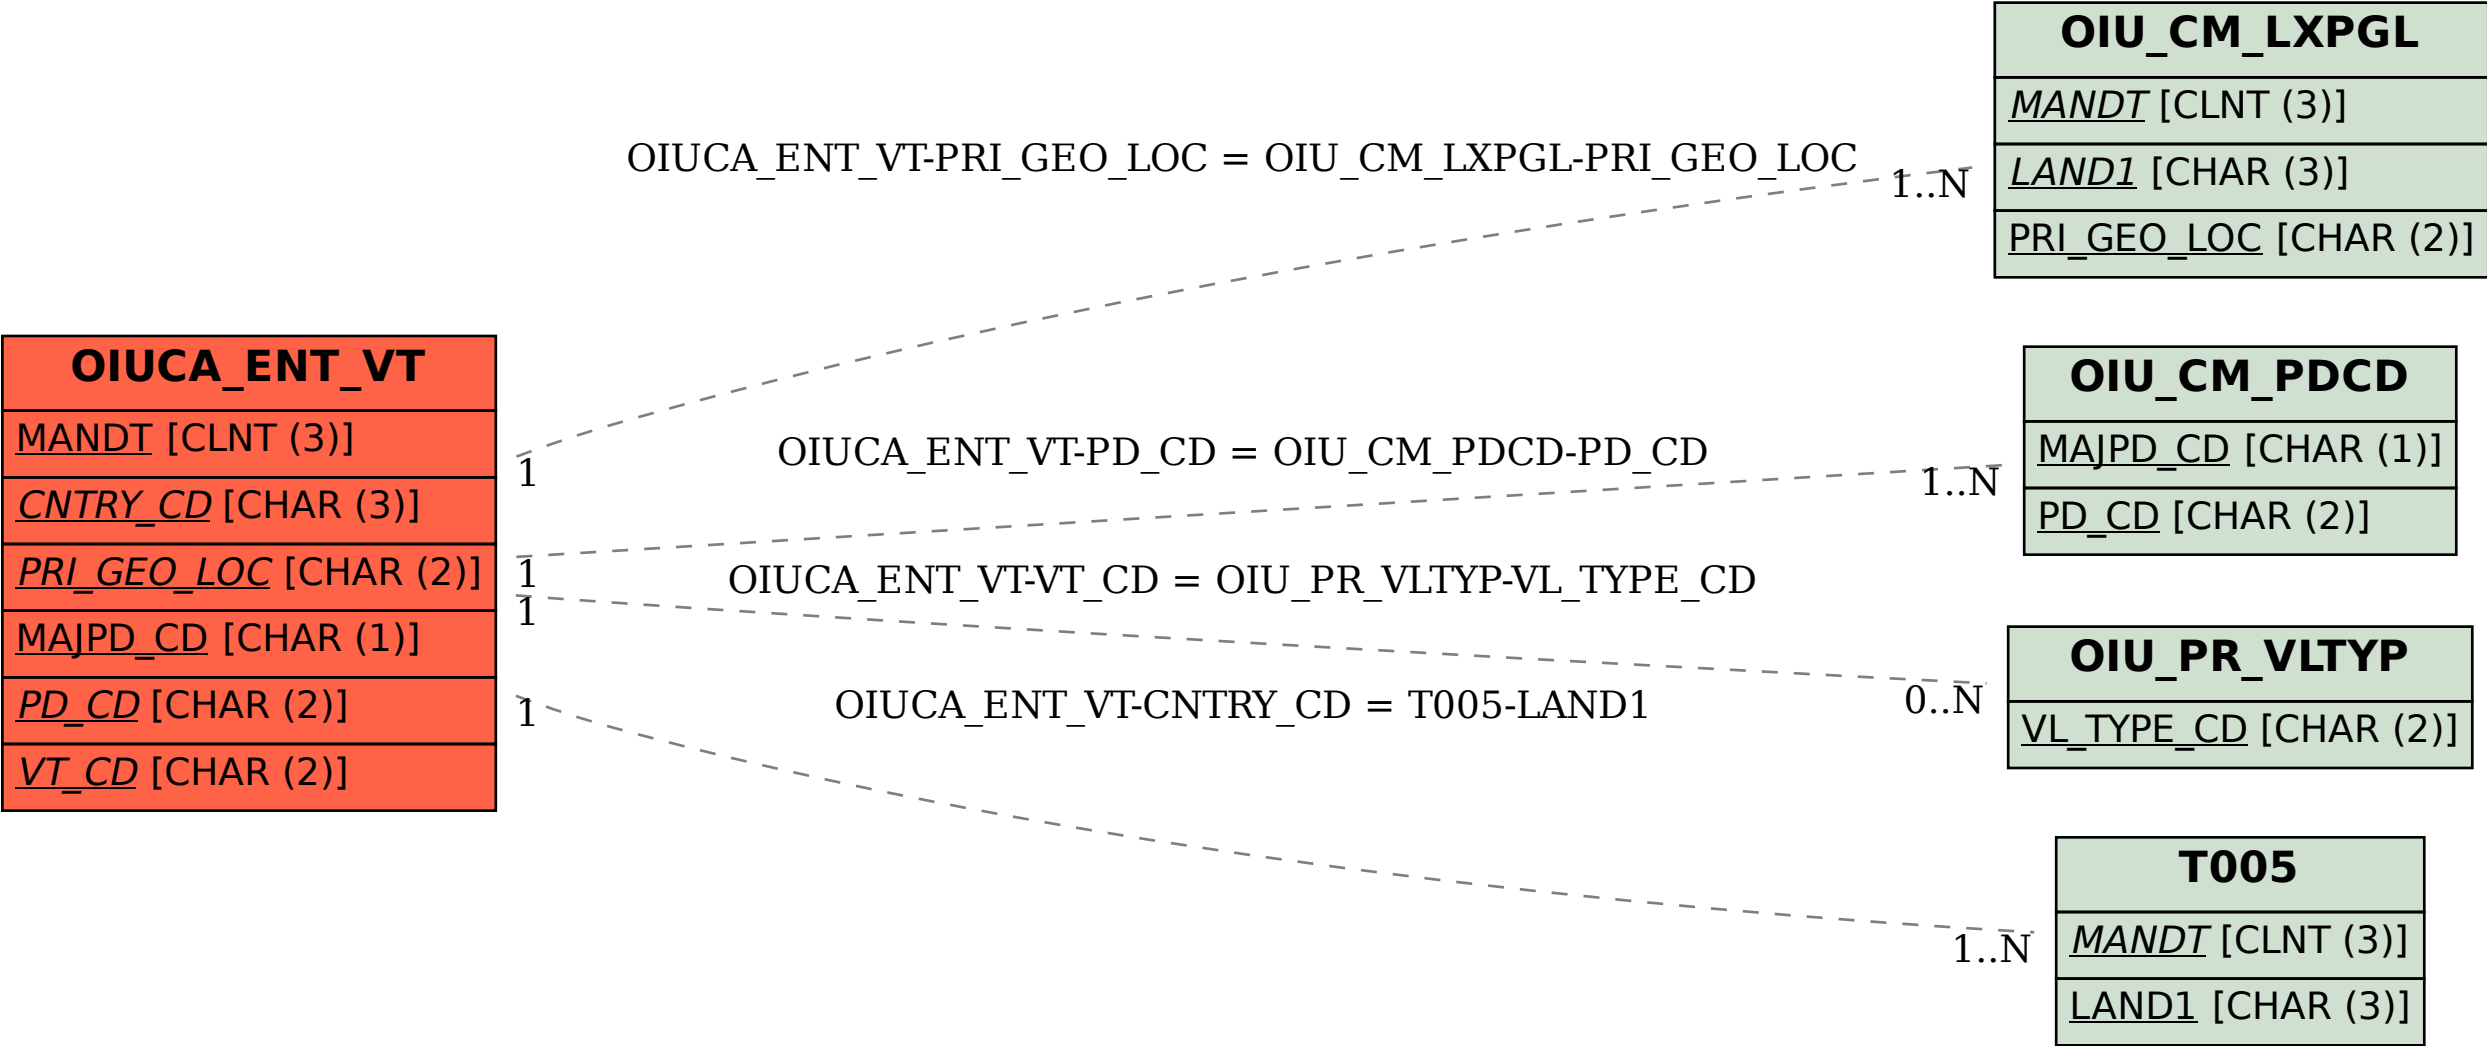 OIU_CM_LXPGL
MANDT [CLNT (3)]
LAND1 [CHAR (3)]
PRI_GEO_LOC [CHAR (2)]
OIUCA_ENT_VT-PRI_GEO_LOC = OIU_CM_LXPGL-PRI_GEO_LOC
1..N
1
OIUCA_ENT_VT
MANDT [CLNT (3)]
CNTRY_CD [CHAR (3)]
PRI_GEO_LOC [CHAR (2)]
MAJPD_CD [CHAR (1)]
PD_CD [CHAR (2)]
VT_CD [CHAR (2)]
OIUCA_ENT_VT-PD_CD = OIU_CM_PDCD-PD_CD
1..N
1
OIU_CM_PDCD
MAJPD_CD [CHAR (1)]
PD_CD [CHAR (2)]
OIUCA_ENT_VT-VT_CD = OIU_PR_VLTYP-VL_TYPE_CD
1
0..N
OIU_PR_VLTYP
VL_TYPE_CD [CHAR (2)]
OIUCA_ENT_VT-CNTRY_CD = T005-LAND1
1
1..N
T005
MANDT [CLNT (3)]
LAND1 [CHAR (3)]